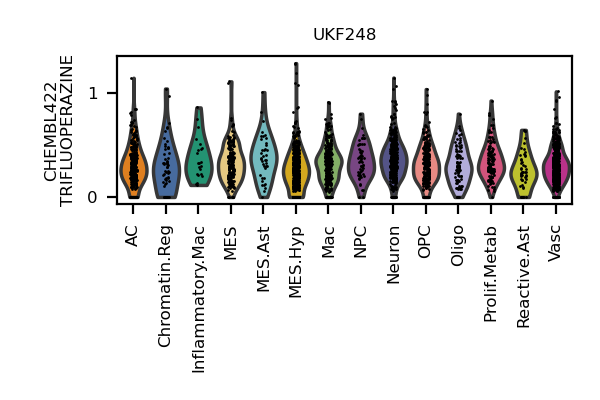 UKF248
CHEMBL422
TRIFLUOPERAZINE
1
0
AC
Chromatin.Reg
Inflammatory.Mac
MES
MES.Ast
MES.Hyp
Mac
NPC
Neuron
OPC
Oligo
Prolif.Metab
Reactive.Ast
Vasc